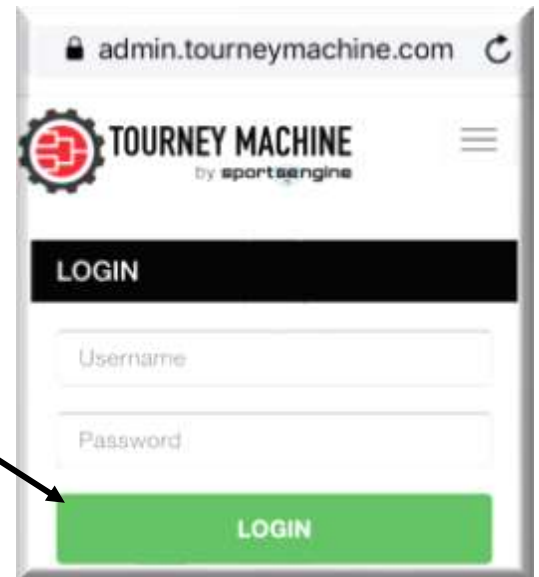 admin.tourneymachine.com
TOURNEY MACHINE
by sportsengine
LOGIN
Username
Password
LOGIN